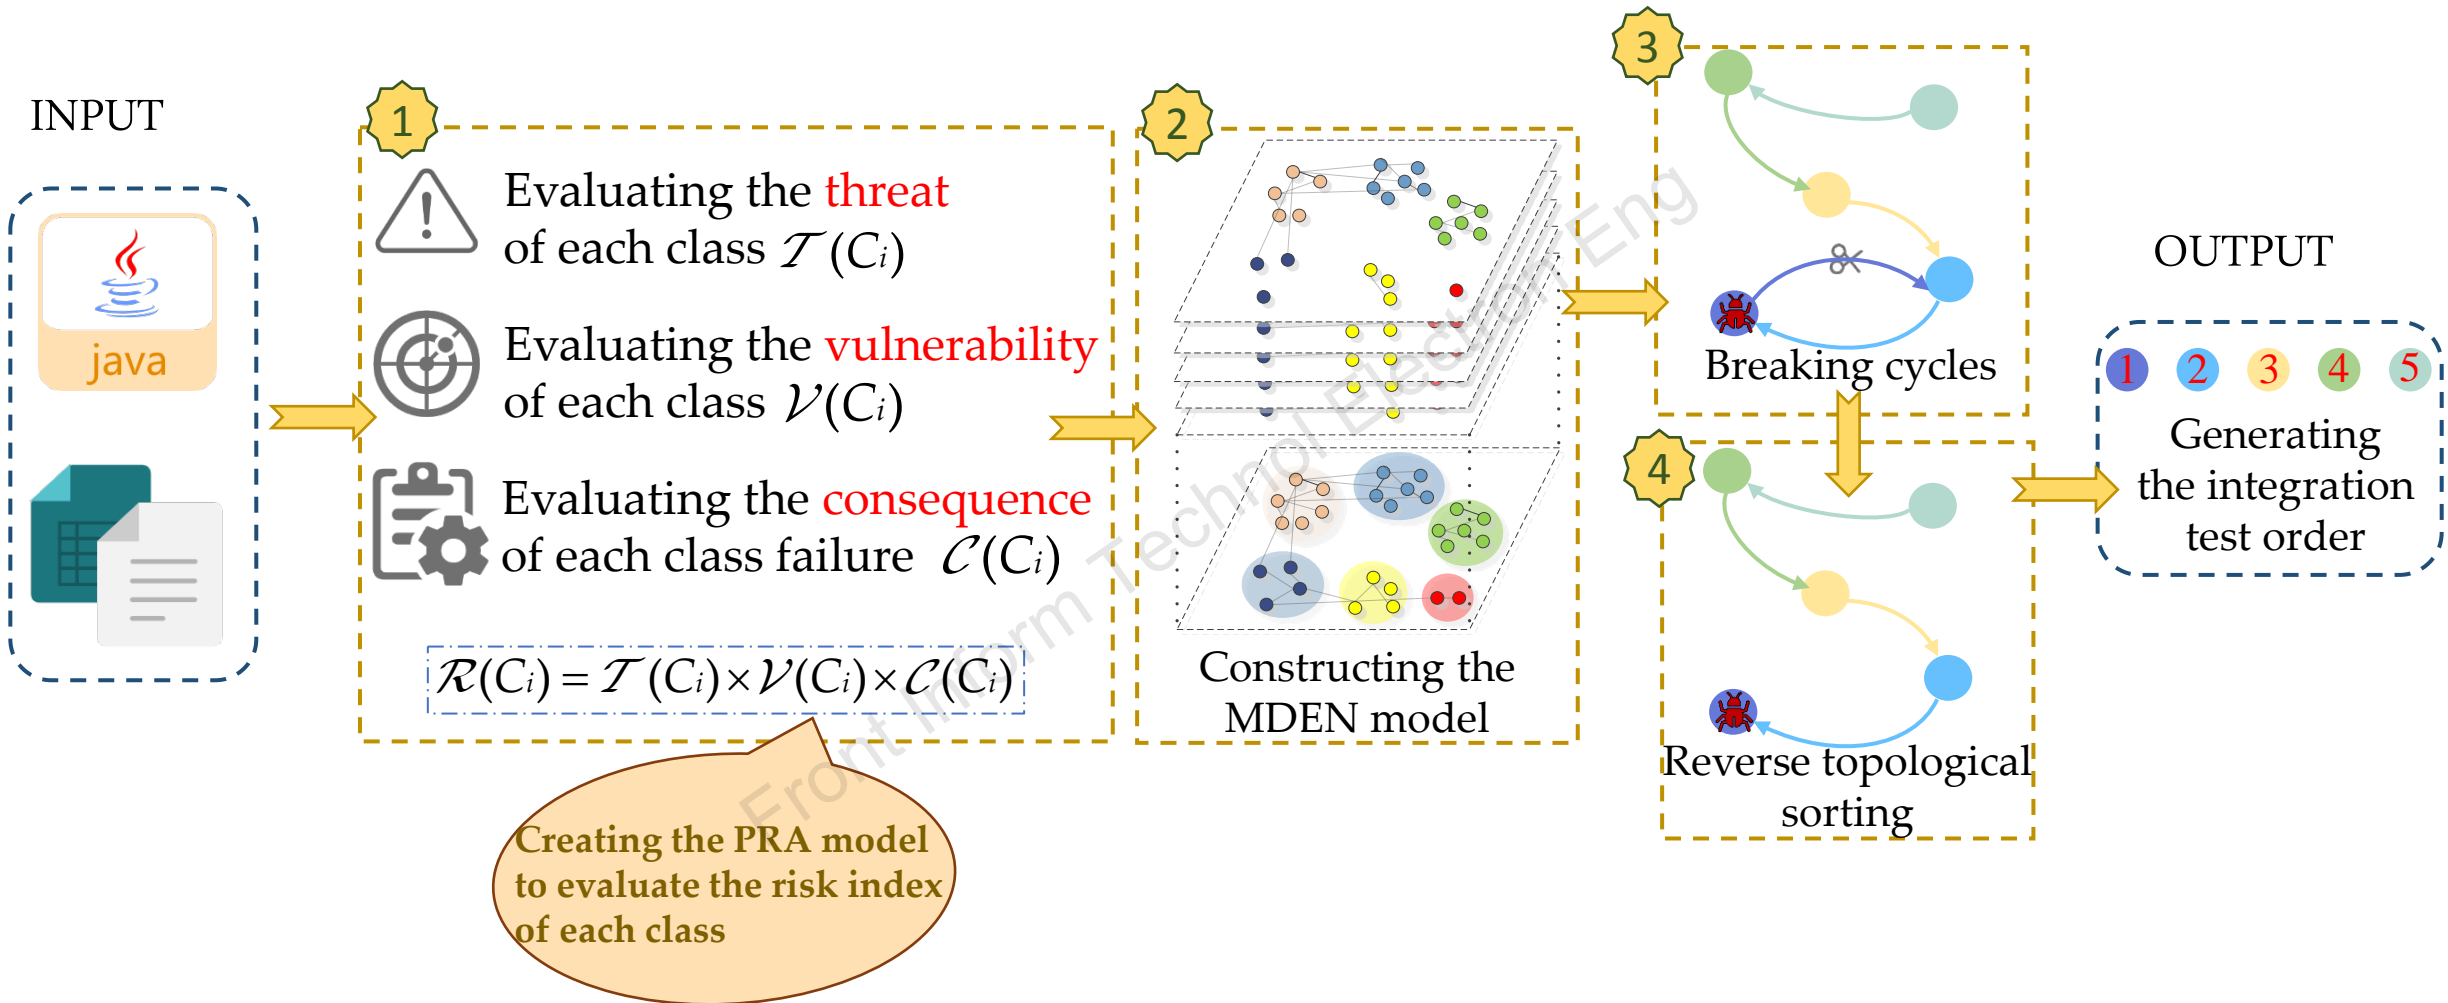 INPUT
java
1
Evaluating the threat
of each class 𝒯(Cᵢ)
Evaluating the vulnerability
of each class 𝒱(Cᵢ)
Evaluating the consequence
of each class failure 𝒞(Cᵢ)
ℛ(Cᵢ) = 𝒯(Cᵢ)×𝒱(Cᵢ)×𝒞(Cᵢ)
Creating the PRA model
to evaluate the risk index
of each class
2
Constructing the
MDEN model
3
Breaking cycles
4
Reverse topological
sorting
OUTPUT
1 2 3 4 5
Generating
the integration
test order
Front Inform Technol Electron Eng